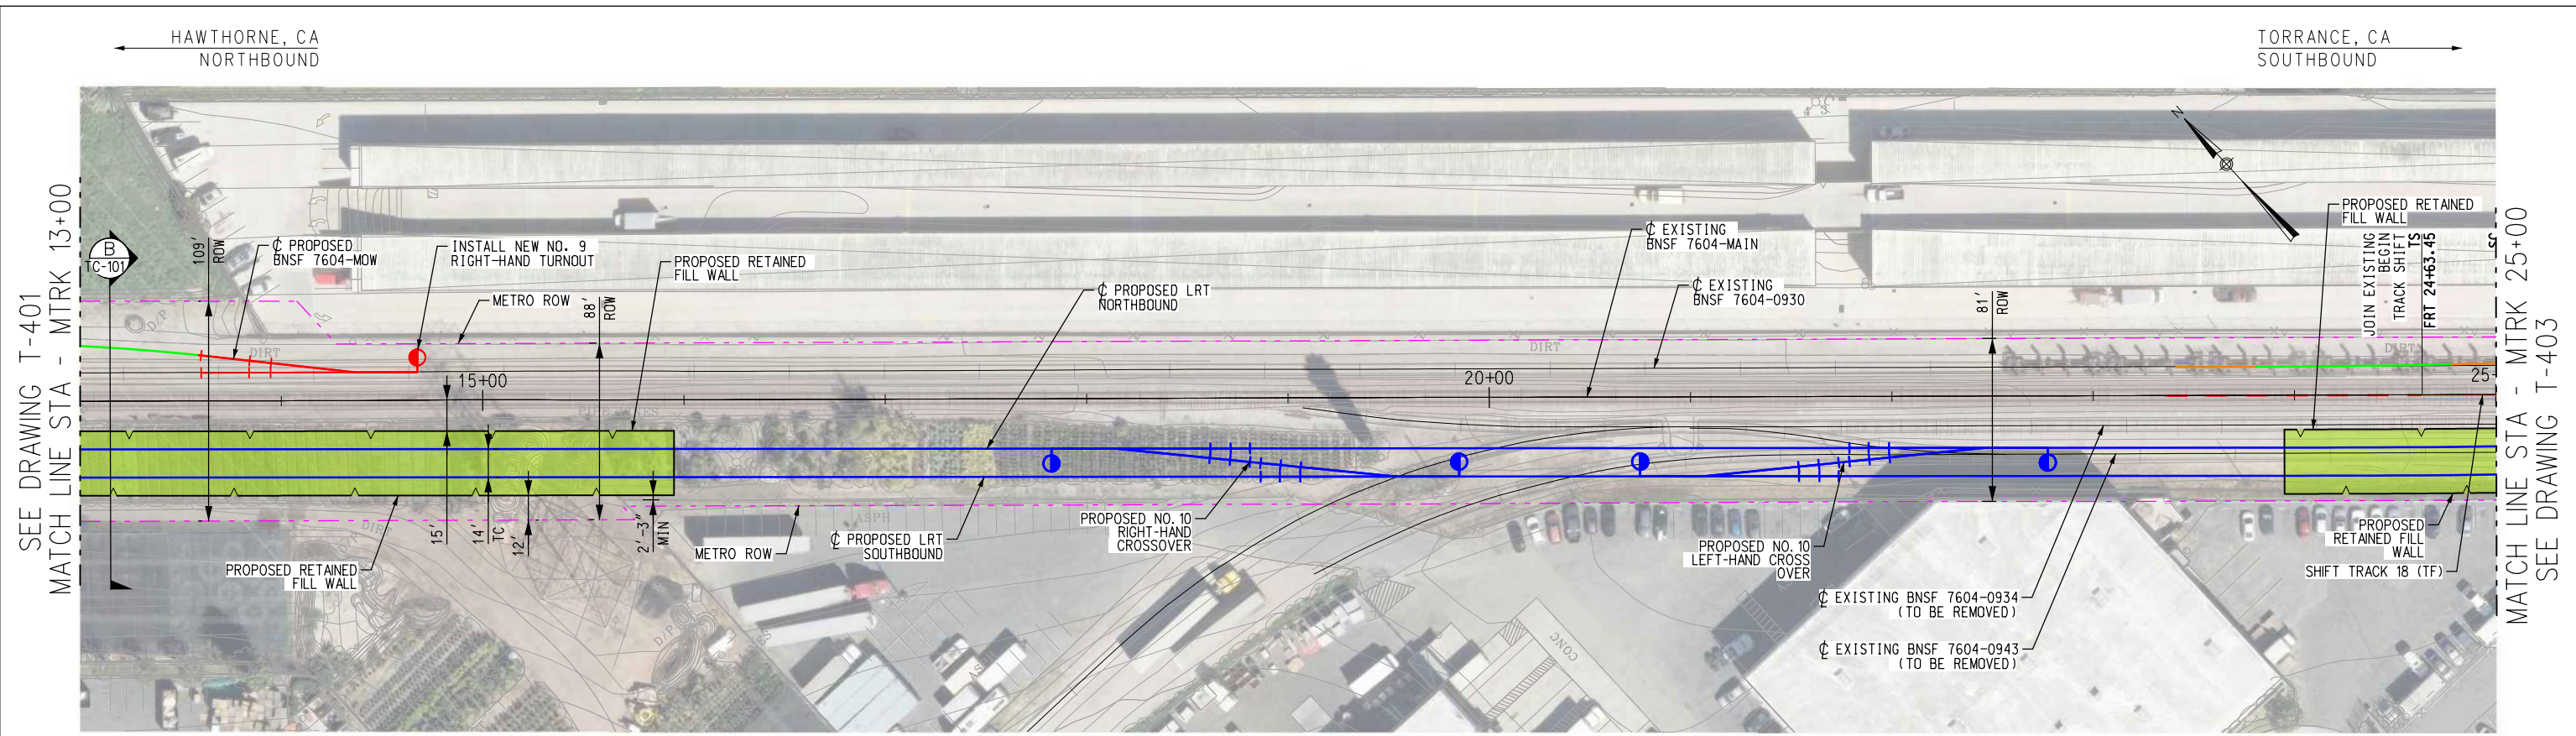 HAWTHORNE, CA
NORTHBOUND
TORRANCE, CA
SOUTHBOUND
SEE DRAWING T-401
MATCH LINE STA - MTRK 13+00
B
TC-101
109'
ROW
℄ PROPOSED
BNSF 7604-MOW
INSTALL NEW NO. 9
RIGHT-HAND TURNOUT
METRO ROW
88'
ROW
PROPOSED RETAINED
FILL WALL
℄ PROPOSED LRT
NORTHBOUND
℄ EXISTING
BNSF 7604-MAIN
℄ EXISTING
BNSF 7604-0930
81'
ROW
N
PROPOSED RETAINED
FILL WALL
JOIN EXISTING
BEGIN
TRACK SHIFT
TS
FRT 24+63.45
SC
D/P
DIRT
DIRT
DIRT
15+00
20+00
25
15'
14'
TC
12'
2'-3"
MIN
DIRT
ASPH
PROPOSED RETAINED
FILL WALL
METRO ROW
℄ PROPOSED LRT
SOUTHBOUND
PROPOSED NO. 10
RIGHT-HAND
CROSSOVER
PROPOSED NO. 10
LEFT-HAND CROSS
OVER
℄ EXISTING BNSF 7604-0934
(TO BE REMOVED)
℄ EXISTING BNSF 7604-0943
(TO BE REMOVED)
PROPOSED
RETAINED FILL
WALL
SHIFT TRACK 18 (TF)
D/P
CONC
MATCH LINE STA - MTRK 25+00
SEE DRAWING T-403